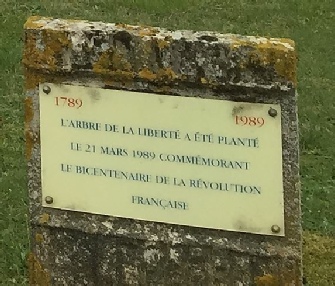 1789 1989
L'ARBRE DE LA LIBERTÉ A ÉTÉ PLANTÉ
LE 21 MARS 1989 COMMÉMORANT
LE BICENTENAIRE DE LA RÉVOLUTION
FRANÇAISE